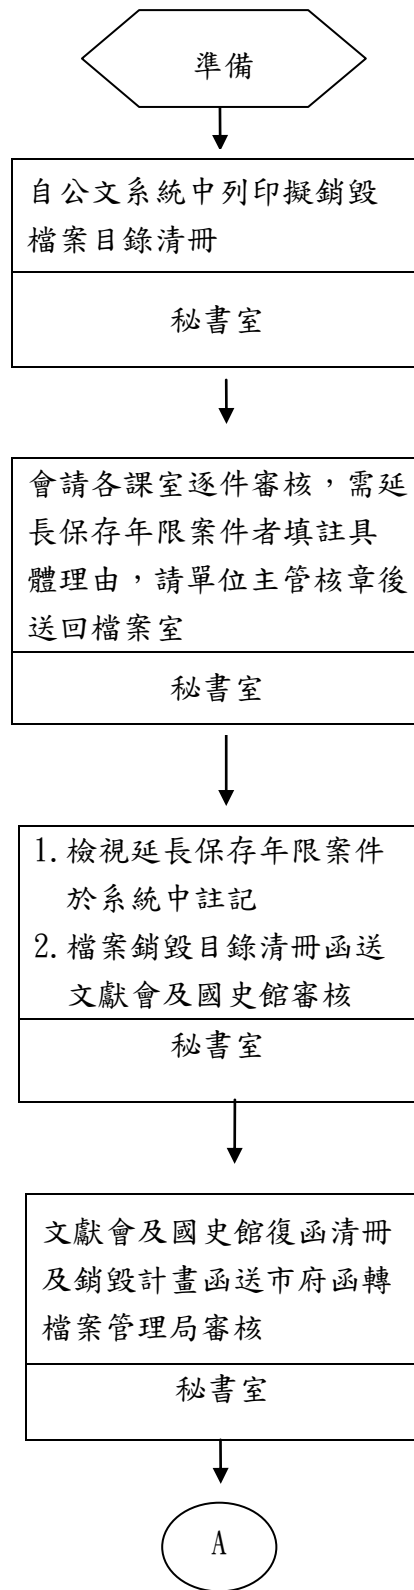 準備
自公文系統中列印擬銷毀
檔案目錄清冊
秘書室
會請各課室逐件審核，需延
長保存年限案件者填註具
體理由，請單位主管核章後
送回檔案室
秘書室
1.檢視延長保存年限案件
於系統中註記
2.檔案銷毀目錄清冊函送
文獻會及國史館審核
秘書室
文獻會及國史館復函清冊
及銷毀計畫函送市府函轉
檔案管理局審核
秘書室
A